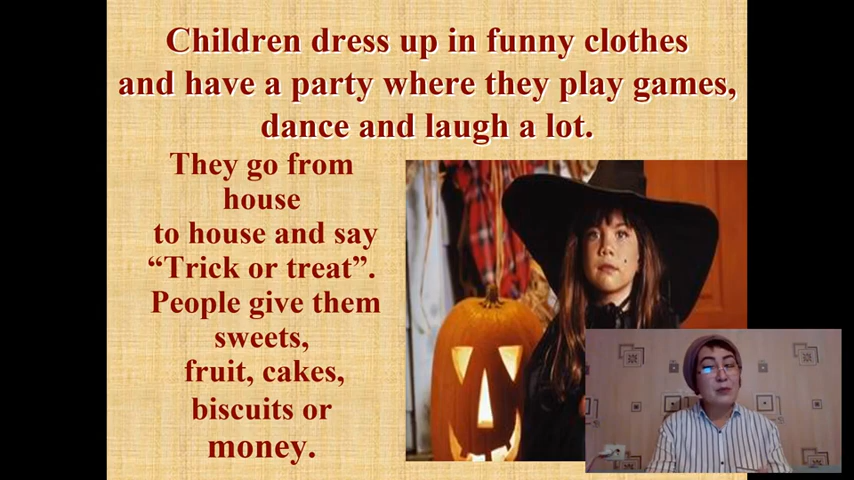 Children dress up in funny clothes
and have a party where they play games,
dance and laugh a lot.
They go from
house
to house and say
“Trick or treat”.
People give them
sweets,
fruit, cakes,
biscuits or
money.